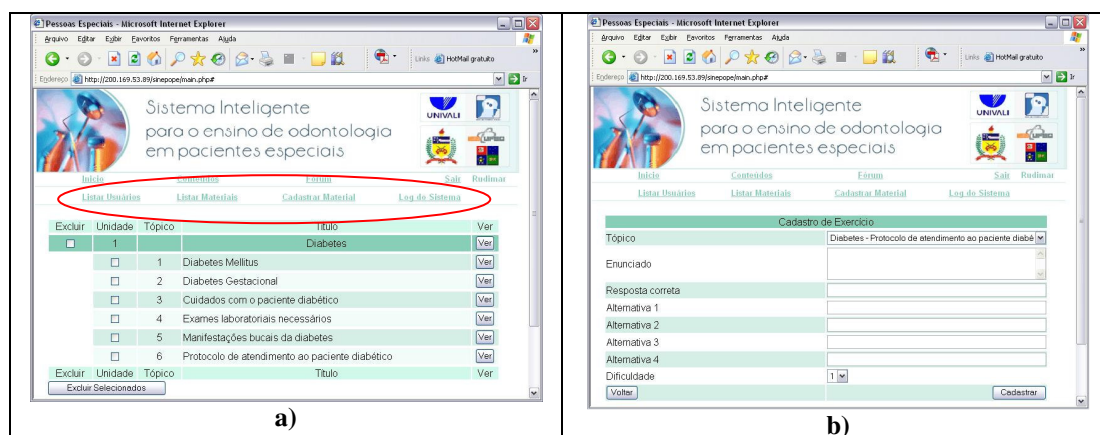 Pessoas Especiais - Microsoft Internet Explorer
Arquivo Editar Exibir Favoritos Ferramentas Ajuda
Links HotMail gratuito
Endereço http://200.169.53.89/sinepope/main.php# Ir
Sistema Inteligente
para o ensino de odontologia
em pacientes especiais
UNIVALI
Início Conteúdos Fórum Sair Rudimar
Listar Usuários Listar Materiais Cadastrar Material Log do Sistema
Excluir Unidade Tópico Título Ver
1 Diabetes Ver
1 Diabetes Mellitus Ver
2 Diabetes Gestacional Ver
3 Cuidados com o paciente diabético Ver
4 Exames laboratoriais necessários Ver
5 Manifestações bucais da diabetes Ver
6 Protocolo de atendimento ao paciente diabético Ver
Excluir Unidade Tópico Título Ver
Excluir Selecionados
a)
Pessoas Especiais - Microsoft Internet Explorer
Arquivo Editar Exibir Favoritos Ferramentas Ajuda
Links HotMail gratuito
Endereço http://200.169.53.89/sinepope/main.php# Ir
Sistema Inteligente
para o ensino de odontologia
em pacientes especiais
UNIVALI
Início Conteúdos Fórum Sair Rudimar
Listar Usuários Listar Materiais Cadastrar Material Log do Sistema
Cadastro de Exercício
Tópico Diabetes - Protocolo de atendimento ao paciente diabé
Enunciado
Resposta correta
Alternativa 1
Alternativa 2
Alternativa 3
Alternativa 4
Dificuldade 1
Voltar Cadastrar
b)